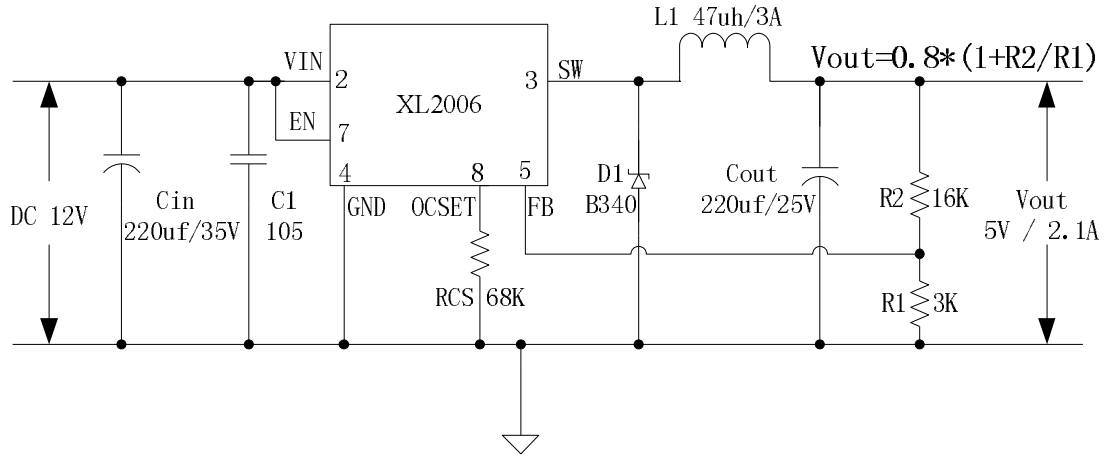 L1 47uh/3A
Vout=0.8*(1+R2/R1)
VIN
2
XL2006
3
SW
EN
7
4
8
5
GND
OCSET
FB
DC 12V
Cin
220uf/35V
C1
105
RCS 68K
D1
B340
Cout
220uf/25V
R2 16K
R1 3K
Vout
5V / 2.1A